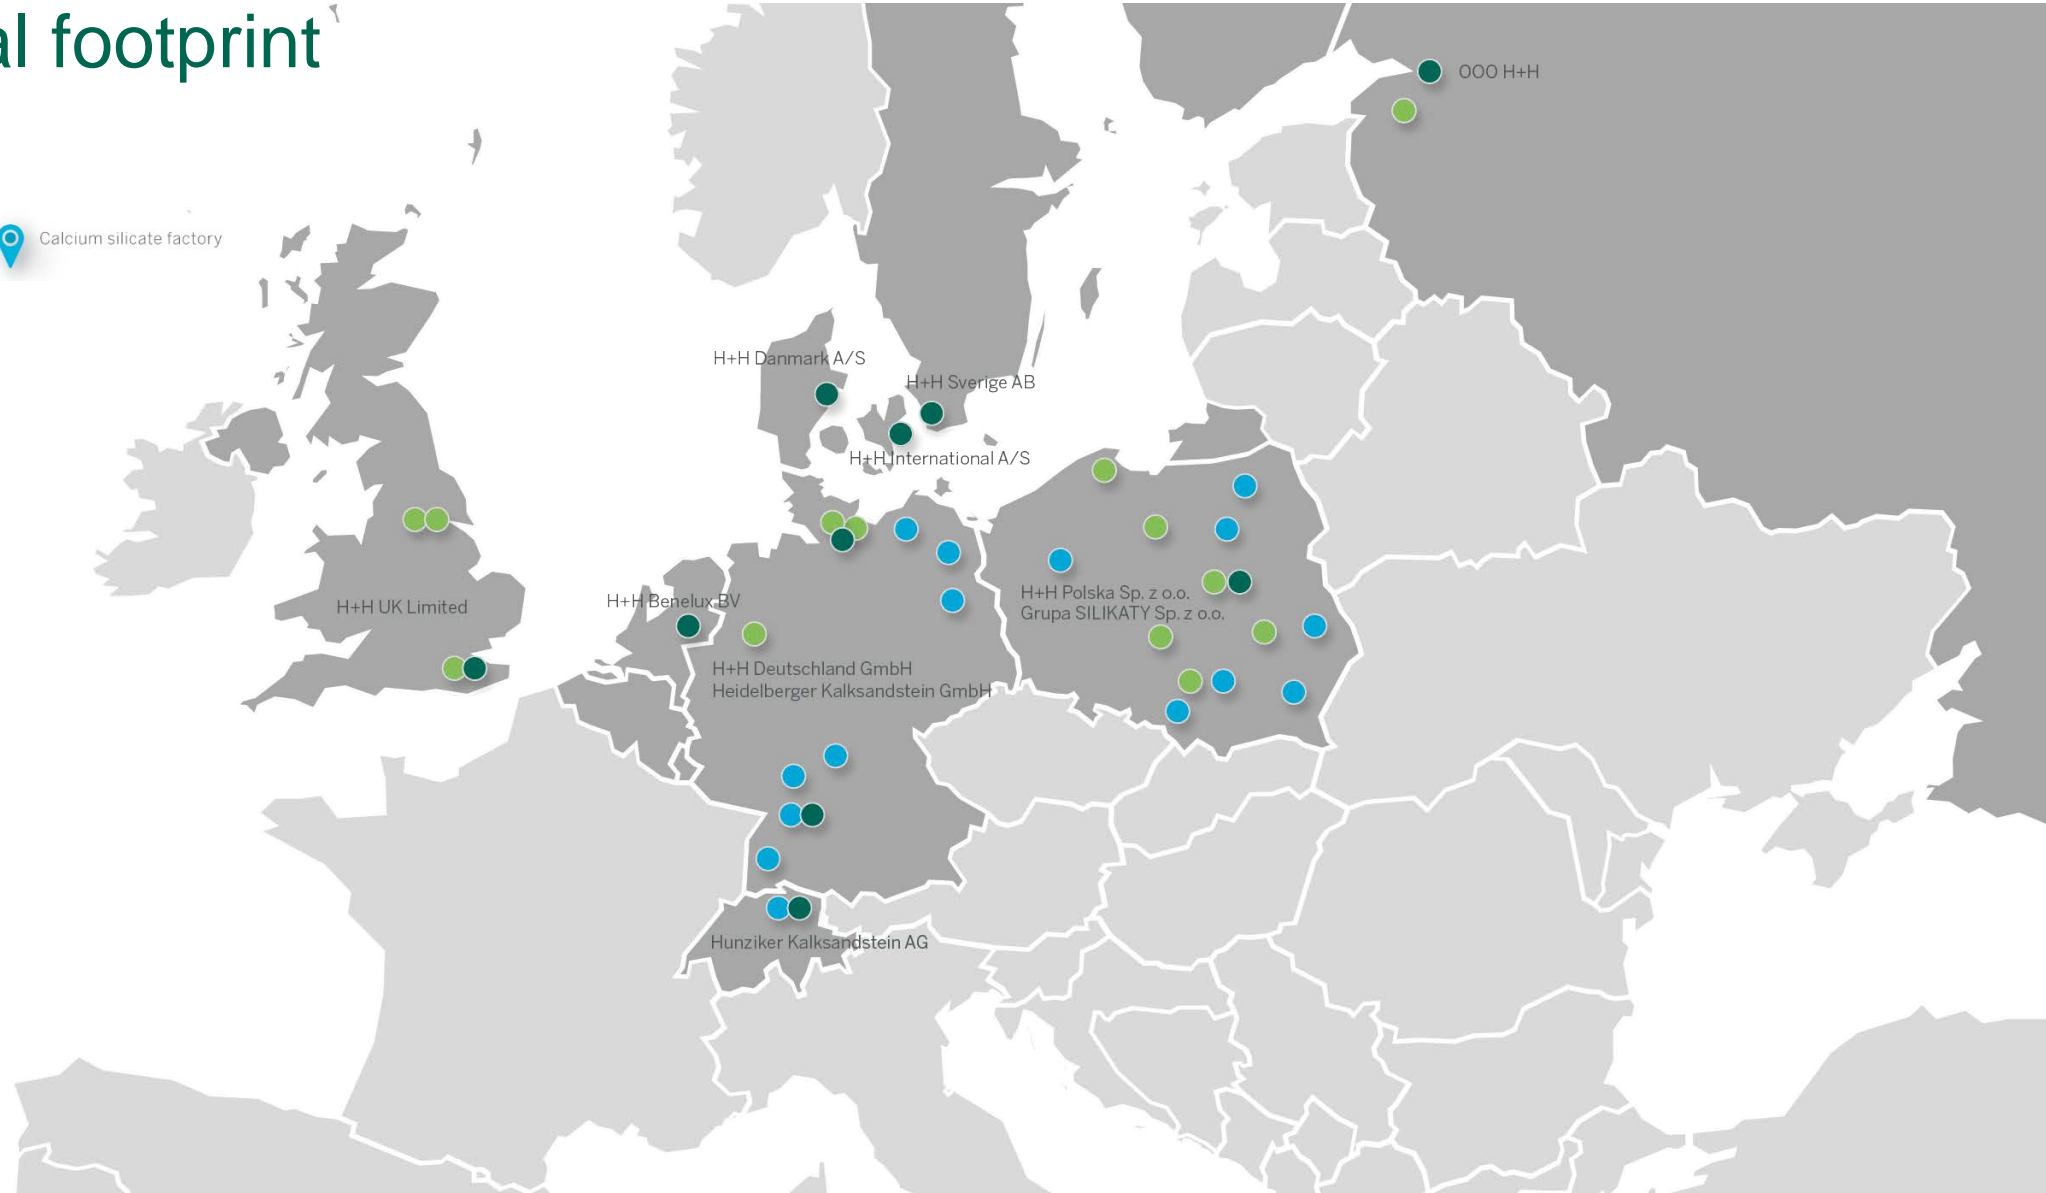 al footprint
OOO H+H
Calcium silicate factory
H+H Danmark A/S
H+H Sverige AB
H+H International A/S
H+H UK Limited
H+H Benelux BV
H+H Polska Sp. z o.o.
Grupa SILIKATY Sp. z o.o.
H+H Deutschland GmbH
Heidelberger Kalksandstein GmbH
Hunziker Kalksandstein AG